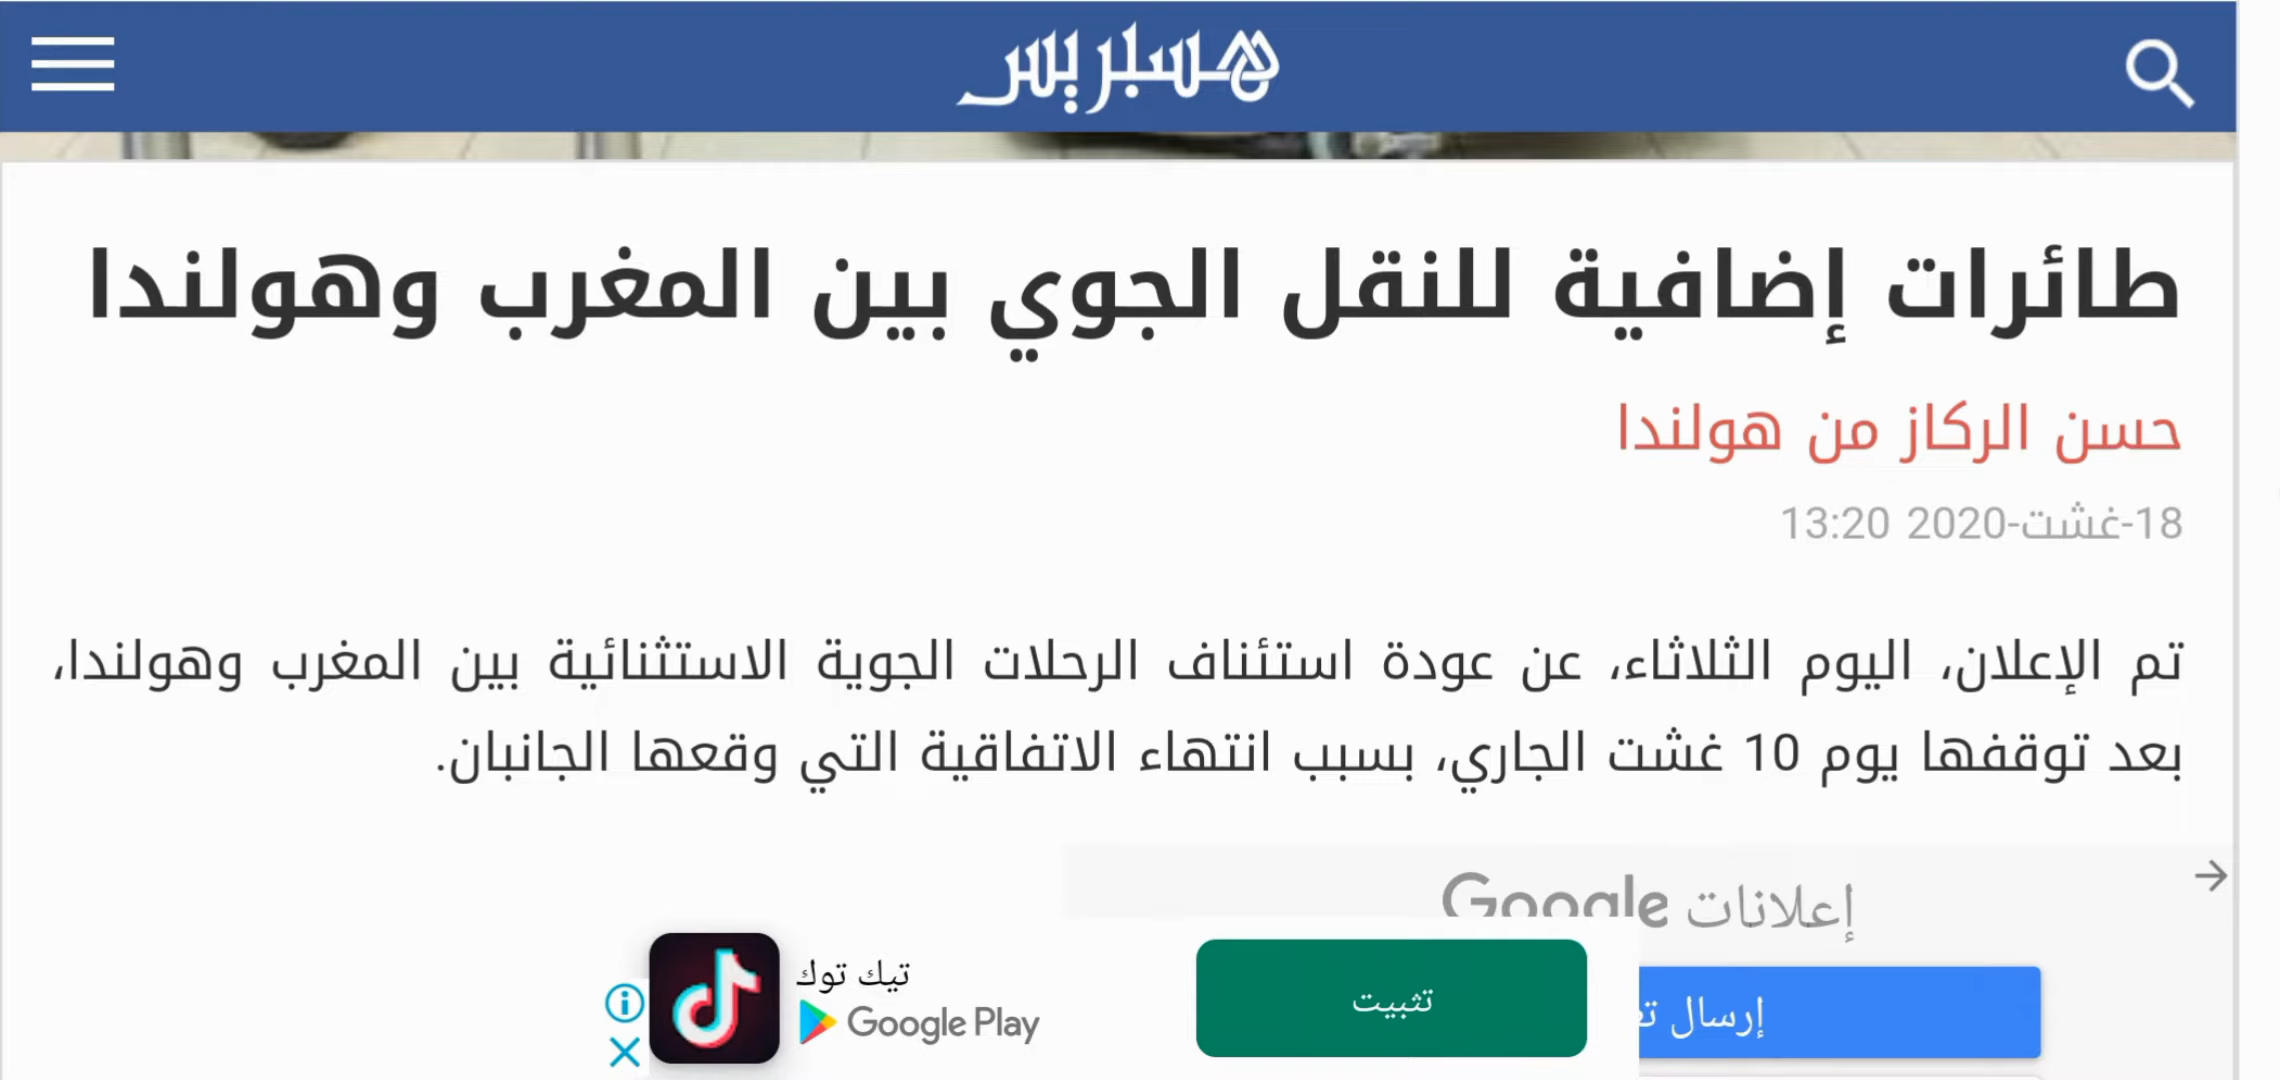 هسبريس
طائرات إضافية للنقل الجوي بين المغرب وهولندا
حسن الركاز من هولندا
18-غشت-2020 13:20
تم الإعلان، اليوم الثلاثاء، عن عودة استئناف الرحلات الجوية الاستثنائية بين المغرب وهولندا،
بعد توقفها يوم 10 غشت الجاري، بسبب انتهاء الاتفاقية التي وقعها الجانبان.
إعلانات Google
إرسال
تثبيت
تيك توك
Google Play